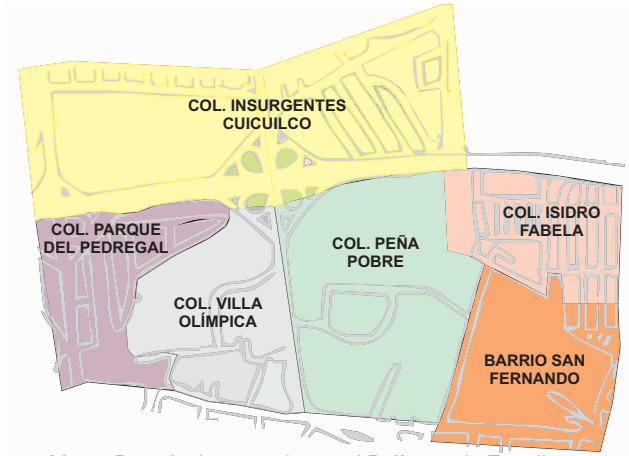 COL. INSURGENTES
CUICUILCO
COL. PARQUE
DEL PEDREGAL
COL. ISIDRO
FABELA
COL. PEÑA
POBRE
COL. VILLA
OLÍMPICA
BARRIO SAN
FERNANDO